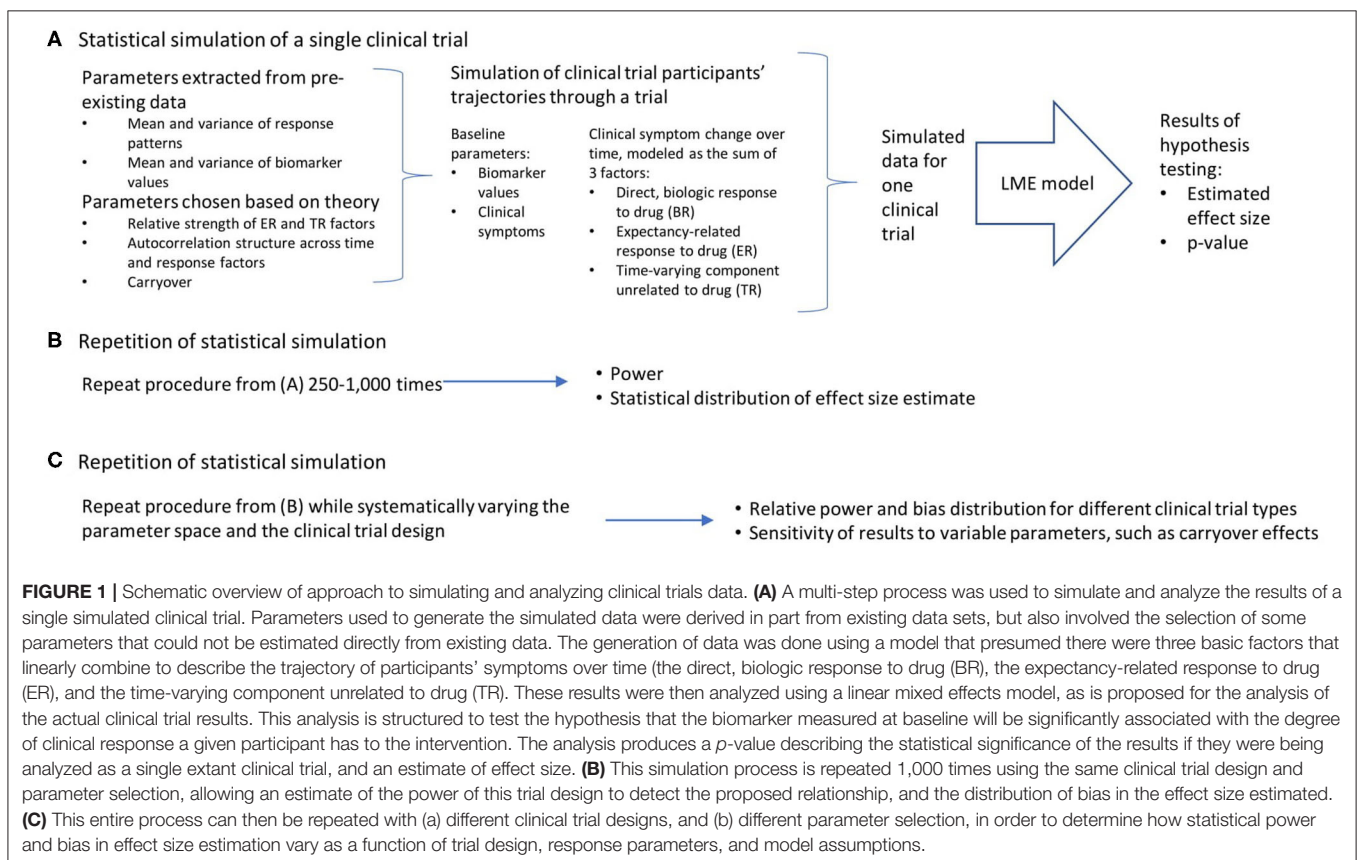 A Statistical simulation of a single clinical trial
Parameters extracted from pre-
existing data
• Mean and variance of response
patterns
• Mean and variance of biomarker
values
Parameters chosen based on theory
• Relative strength of ER and TR factors
• Autocorrelation structure across time
and response factors
• Carryover
Simulation of clinical trial participants’
trajectories through a trial
Baseline
parameters:
• Biomarker
values
• Clinical
symptoms
Clinical symptom change over
time, modeled as the sum of
3 factors:
• Direct, biologic response
to drug (BR)
• Expectancy-related
response to drug (ER)
• Time-varying component
unrelated to drug (TR)
Simulated
data for
one
clinical
trial
LME model
Results of
hypothesis
testing:
• Estimated
effect size
• p-value
B Repetition of statistical simulation
Repeat procedure from (A) 250-1,000 times
• Power
• Statistical distribution of effect size estimate
C Repetition of statistical simulation
Repeat procedure from (B) while systematically varying the
parameter space and the clinical trial design
• Relative power and bias distribution for different clinical trial types
• Sensitivity of results to variable parameters, such as carryover effects
FIGURE 1 | Schematic overview of approach to simulating and analyzing clinical trials data. (A) A multi-step process was used to simulate and analyze the results of a
single simulated clinical trial. Parameters used to generate the simulated data were derived in part from existing data sets, but also involved the selection of some
parameters that could not be estimated directly from existing data. The generation of data was done using a model that presumed there were three basic factors that
linearly combine to describe the trajectory of participants’ symptoms over time (the direct, biologic response to drug (BR), the expectancy-related response to drug
(ER), and the time-varying component unrelated to drug (TR). These results were then analyzed using a linear mixed effects model, as is proposed for the analysis of
the actual clinical trial results. This analysis is structured to test the hypothesis that the biomarker measured at baseline will be significantly associated with the degree
of clinical response a given participant has to the intervention. The analysis produces a p-value describing the statistical significance of the results if they were being
analyzed as a single extant clinical trial, and an estimate of effect size. (B) This simulation process is repeated 1,000 times using the same clinical trial design and
parameter selection, allowing an estimate of the power of this trial design to detect the proposed relationship, and the distribution of bias in the effect size estimated.
(C) This entire process can then be repeated with (a) different clinical trial designs, and (b) different parameter selection, in order to determine how statistical power
and bias in effect size estimation vary as a function of trial design, response parameters, and model assumptions.